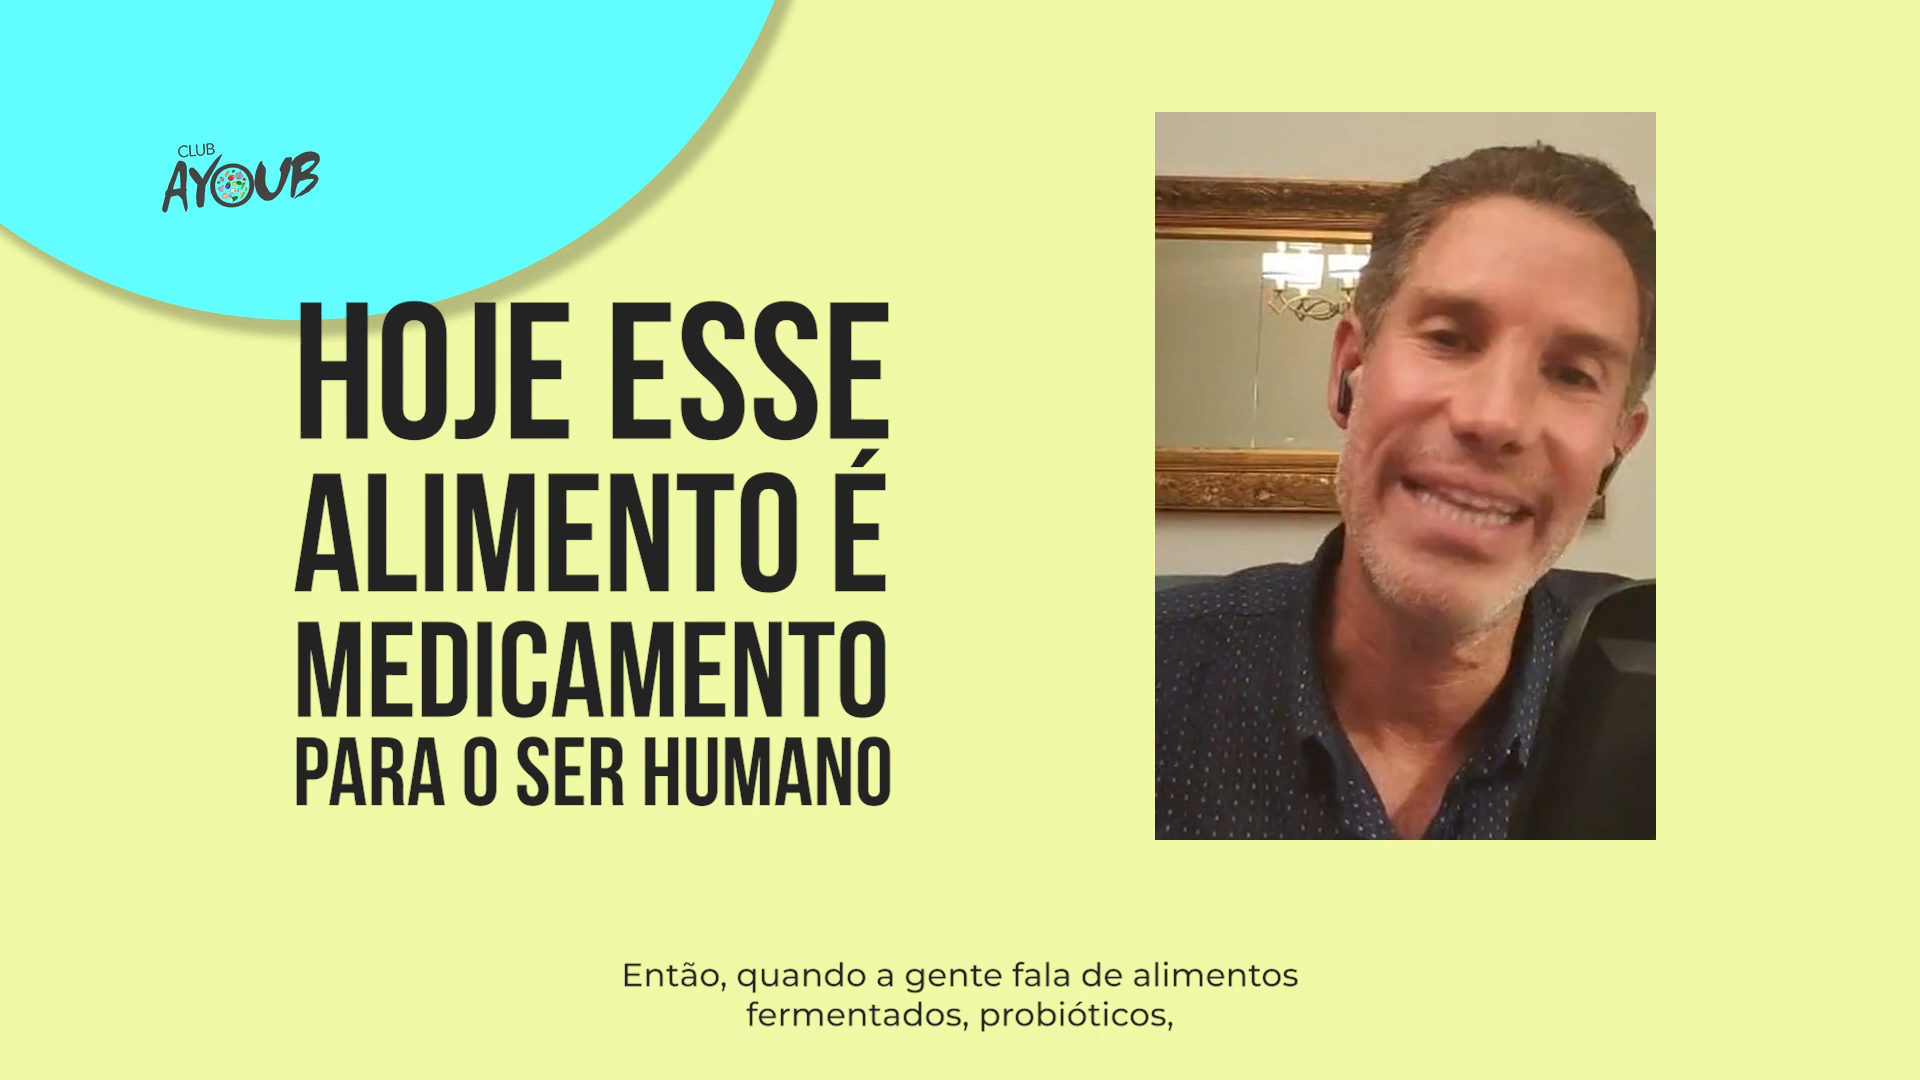 CLUB
AYOUB
HOJE ESSE
ALIMENTO É
MEDICAMENTO
PARA O SER HUMANO
Então, quando a gente fala de alimentos
fermentados, probióticos,